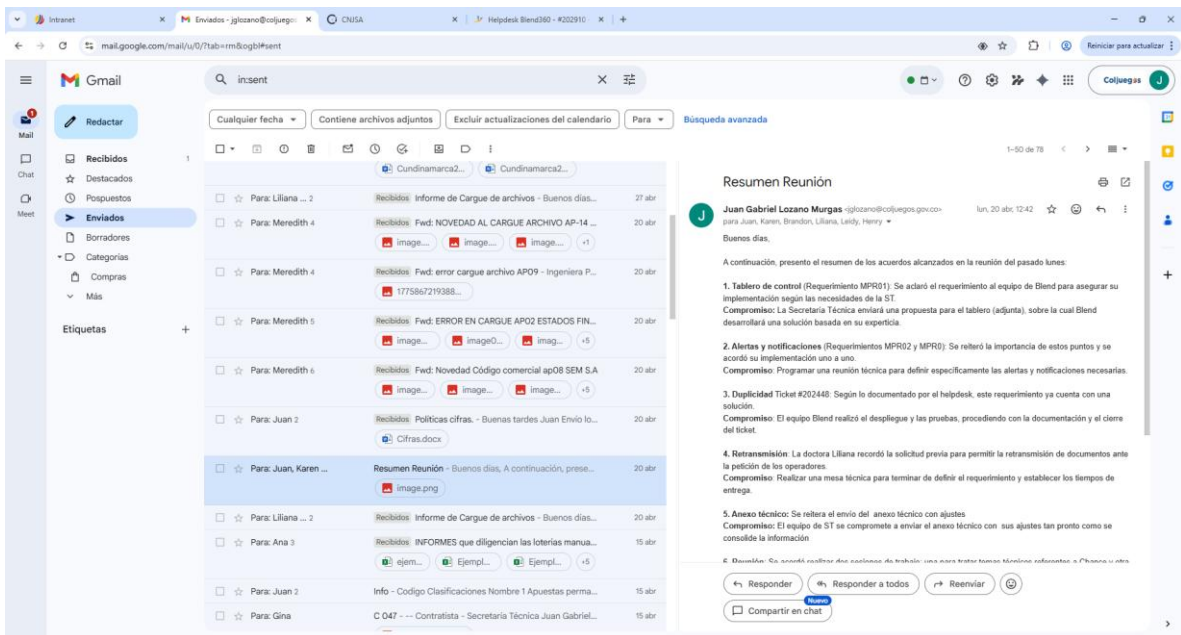 Intranet
Enviados - jglozano@coljuegos
CNJSA
Helpdesk Blend360 - #202910
mail.google.com/mail/u/0/?tab=rm&ogbl#sent
Reiniciar para actualizar
Gmail
in:sent
Coljuegos
J
Mail
Chat
Meet
Redactar
Recibidos 1
Destacados
Pospuestos
Enviados
Borradores
Categorías
Compras
Más
Etiquetas
Cualquier fecha
Contiene archivos adjuntos
Excluir actualizaciones del calendario
Para
Búsqueda avanzada
1–50 de 78
Cundinamarca2... Cundinamarca2...
Para: Liliana ... 2 Recibidos Informe de Cargue de archivos - Buenos días... 27 abr
Para: Meredith 4 Recibidos Fwd: NOVEDAD AL CARGUE ARCHIVO AP-14 ... 20 abr
image.... image.... image.... +1
Para: Meredith 4 Recibidos Fwd: error cargue archivo AP09 - Ingeniera P... 20 abr
1775867219388...
Para: Meredith 5 Recibidos Fwd: ERROR EN CARGUE AP02 ESTADOS FIN... 20 abr
image... image0... imag... +5
Para: Meredith 6 Recibidos Fwd: Novedad Código comercial ap08 SEM S.A 20 abr
image... image... image... +5
Para: Juan 2 Recibidos Políticas cifras. - Buenas tardes Juan Envío lo... 20 abr
Cifras.docx
Para: Juan, Karen ... Resumen Reunión - Buenos días, A continuación, prese... 20 abr
image.png
Para: Liliana ... 2 Recibidos Informe de Cargue de archivos - Buenos días... 20 abr
Para: Ana 3 Recibidos INFORMES que diligencian las loterias manua... 15 abr
ejem... Ejempl... Ejempl... +5
Para: Juan 2 Info - Codigo Clasificaciones Nombre 1 Apuestas perma... 15 abr
Para: Gina C 047 - -- Contratista - Secretaría Técnica Juan Gabriel... 15 abr
Resumen Reunión
J
Juan Gabriel Lozano Murgas <jglozano@coljuegos.gov.co> lun, 20 abr, 12:42
para Juan, Karen, Brandon, Liliana, Leidy, Henry
Buenos días,
A continuación, presento el resumen de los acuerdos alcanzados en la reunión del pasado lunes:
1. Tablero de control (Requerimiento MPR01): Se aclaró el requerimiento al equipo de Blend para asegurar su
implementación según las necesidades de la ST.
Compromiso: La Secretaría Técnica enviará una propuesta para el tablero (adjunta), sobre la cual Blend
desarrollará una solución basada en su experticia.
2. Alertas y notificaciones (Requerimientos MPR02 y MPR0): Se reiteró la importancia de estos puntos y se
acordó su implementación uno a uno.
Compromiso: Programar una reunión técnica para definir específicamente las alertas y notificaciones necesarias.
3. Duplicidad Ticket #202448: Según lo documentado por el helpdesk, este requerimiento ya cuenta con una
solución.
Compromiso: El equipo Blend realizó el despliegue y las pruebas, procediendo con la documentación y el cierre
del ticket.
4. Retransmisión: La doctora Liliana recordó la solicitud previa para permitir la retransmisión de documentos ante
la petición de los operadores.
Compromiso: Realizar una mesa técnica para terminar de definir el requerimiento y establecer los tiempos de
entrega.
5. Anexo técnico: Se reitera el envío del anexo técnico con ajustes
Compromiso: El equipo de ST se compromete a enviar el anexo técnico con sus ajustes tan pronto como se
consolide la información
6. Reunión: Se acordó realizar dos sesiones de trabajo: una para tratar temas técnicos referentes a Chance y otra
Responder
Responder a todos
Reenviar
Nuevo
Compartir en chat